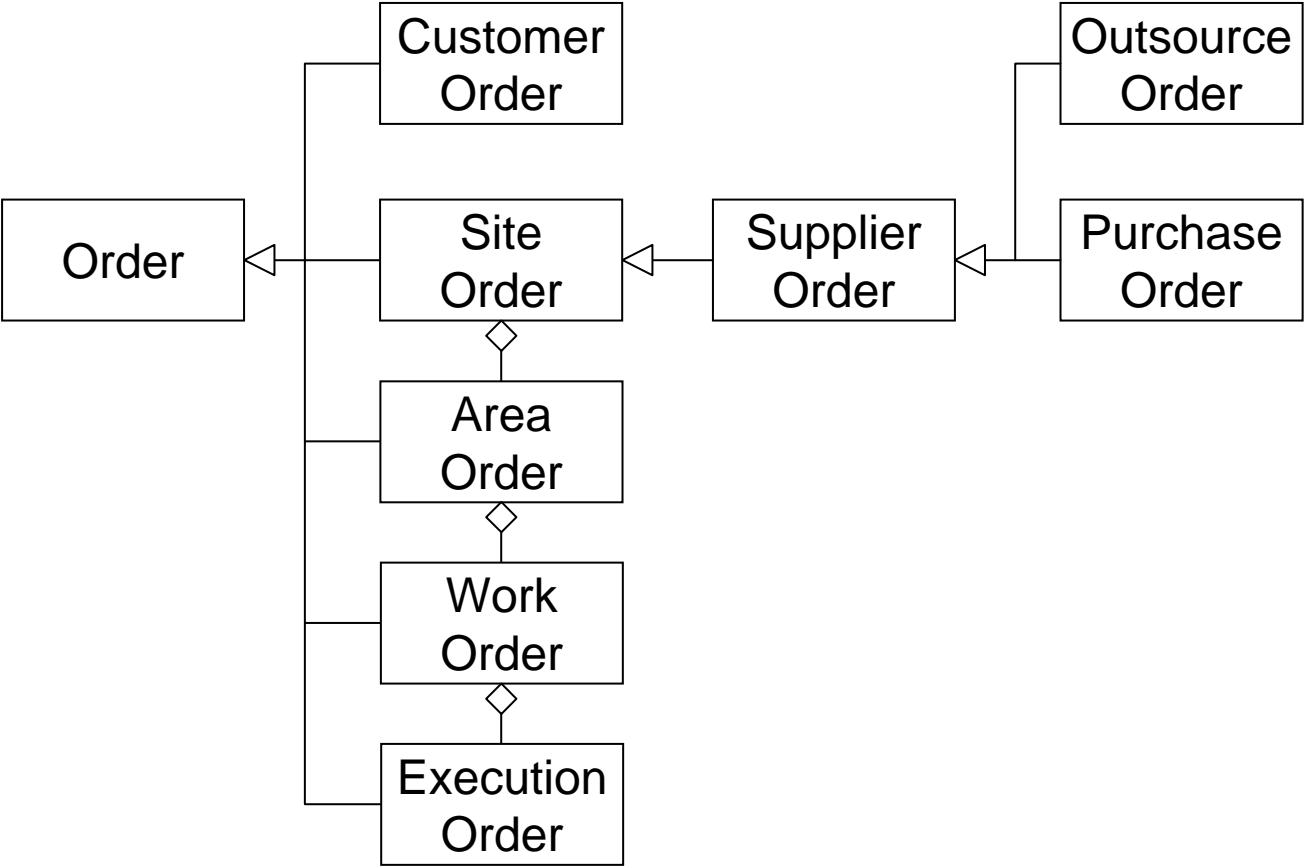 Customer
Order
Outsource
Order
Order
Site
Order
Supplier
Order
Purchase
Order
Area
Order
Work
Order
Execution
Order